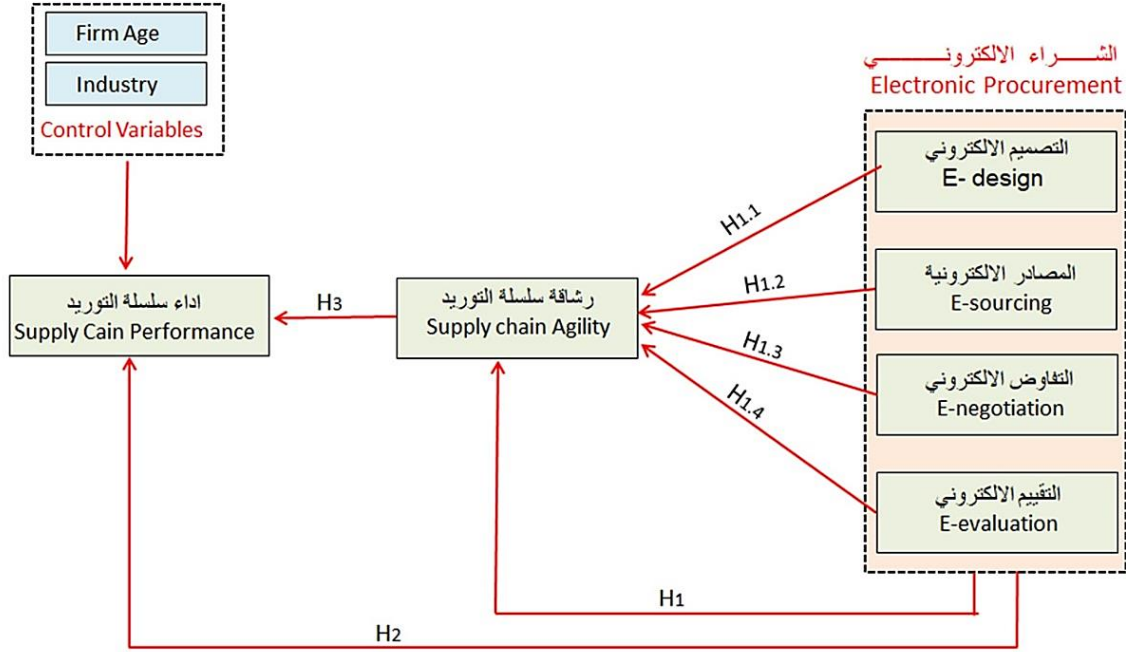 Firm Age
Industry
Control Variables
الشراء الالكتروني
Electronic Procurement
التصميم الالكتروني
E- design
H1.1
المصادر الالكترونية
E-sourcing
H1.2
اداء سلسلة التوريد
Supply Cain Performance
H3
رشاقة سلسلة التوريد
Supply chain Agility
H1.3
التفاوض الالكتروني
E-negotiation
H1.4
التقييم الالكتروني
E-evaluation
H1
H2